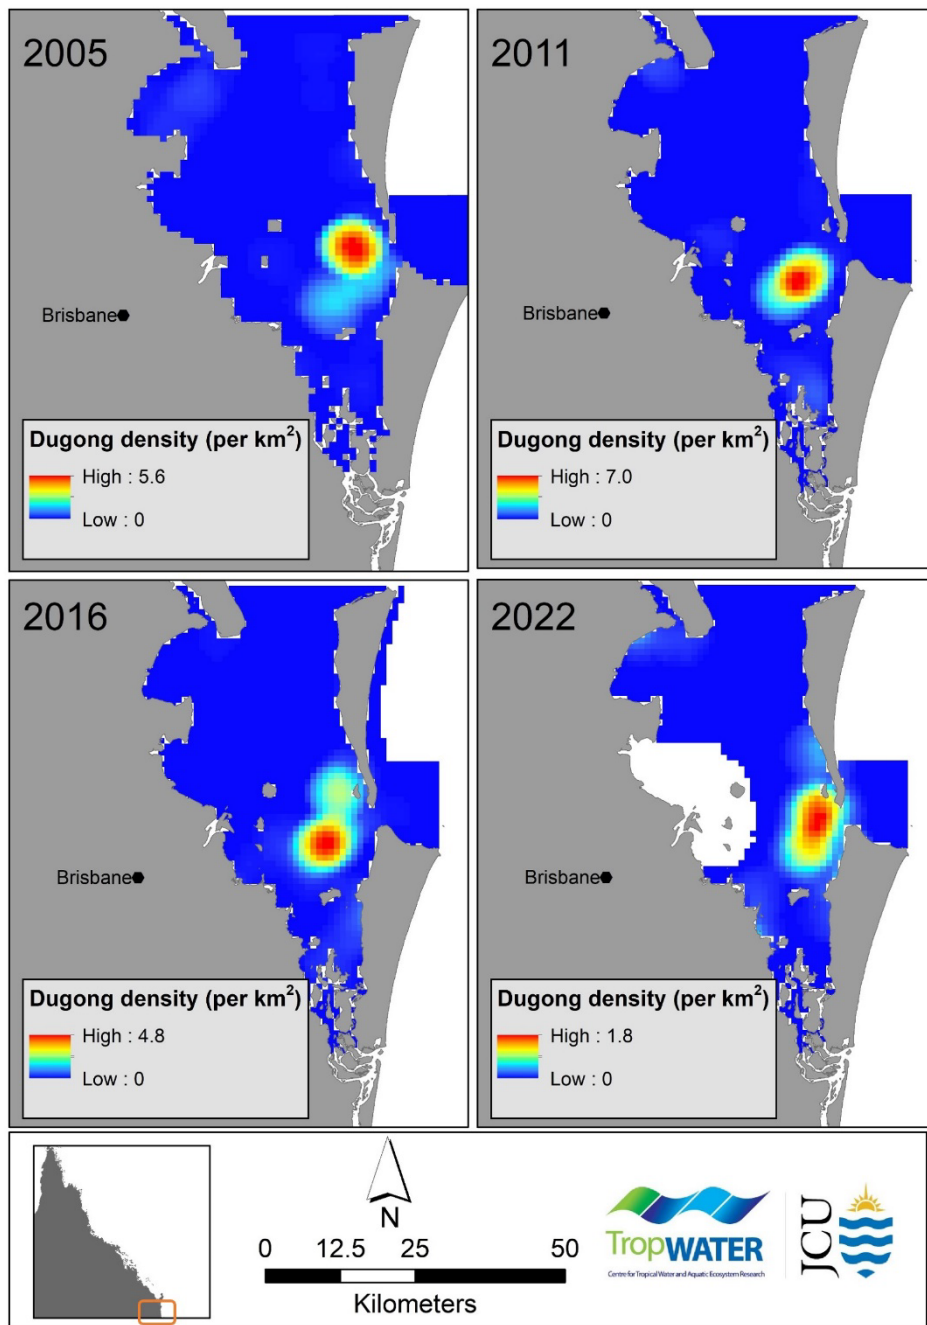 2005
Brisbane
Dugong density (per km²)
High : 5.6
Low : 0
2011
Brisbane
Dugong density (per km²)
High : 7.0
Low : 0
2016
Brisbane
Dugong density (per km²)
High : 4.8
Low : 0
2022
Brisbane
Dugong density (per km²)
High : 1.8
Low : 0
N
0 12.5 25 50
Kilometers
TropWATER
Centre for Tropical Water and Aquatic Ecosystem Research
JCU